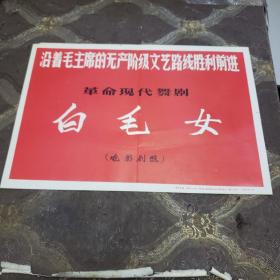 沿着毛主席的无产阶级文艺路线胜利前进
革命现代舞剧
白毛女
（电影剧照）